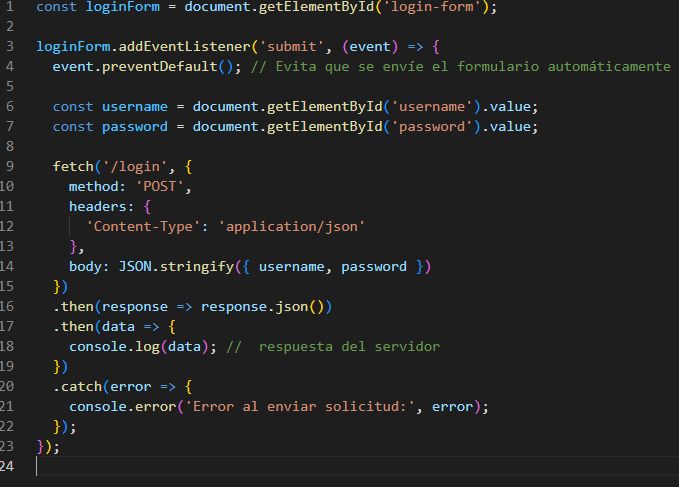 1 const loginForm = document.getElementById('login-form');
2
3 loginForm.addEventListener('submit', (event) => {
4   event.preventDefault(); // Evita que se envíe el formulario automáticamente
5
6   const username = document.getElementById('username').value;
7   const password = document.getElementById('password').value;
8
9   fetch('/login', {
10     method: 'POST',
11     headers: {
12       'Content-Type': 'application/json'
13     },
14     body: JSON.stringify({ username, password })
15   })
16   .then(response => response.json())
17   .then(data => {
18     console.log(data); //  respuesta del servidor
19   })
20   .catch(error => {
21     console.error('Error al enviar solicitud:', error);
22   });
23 });
24